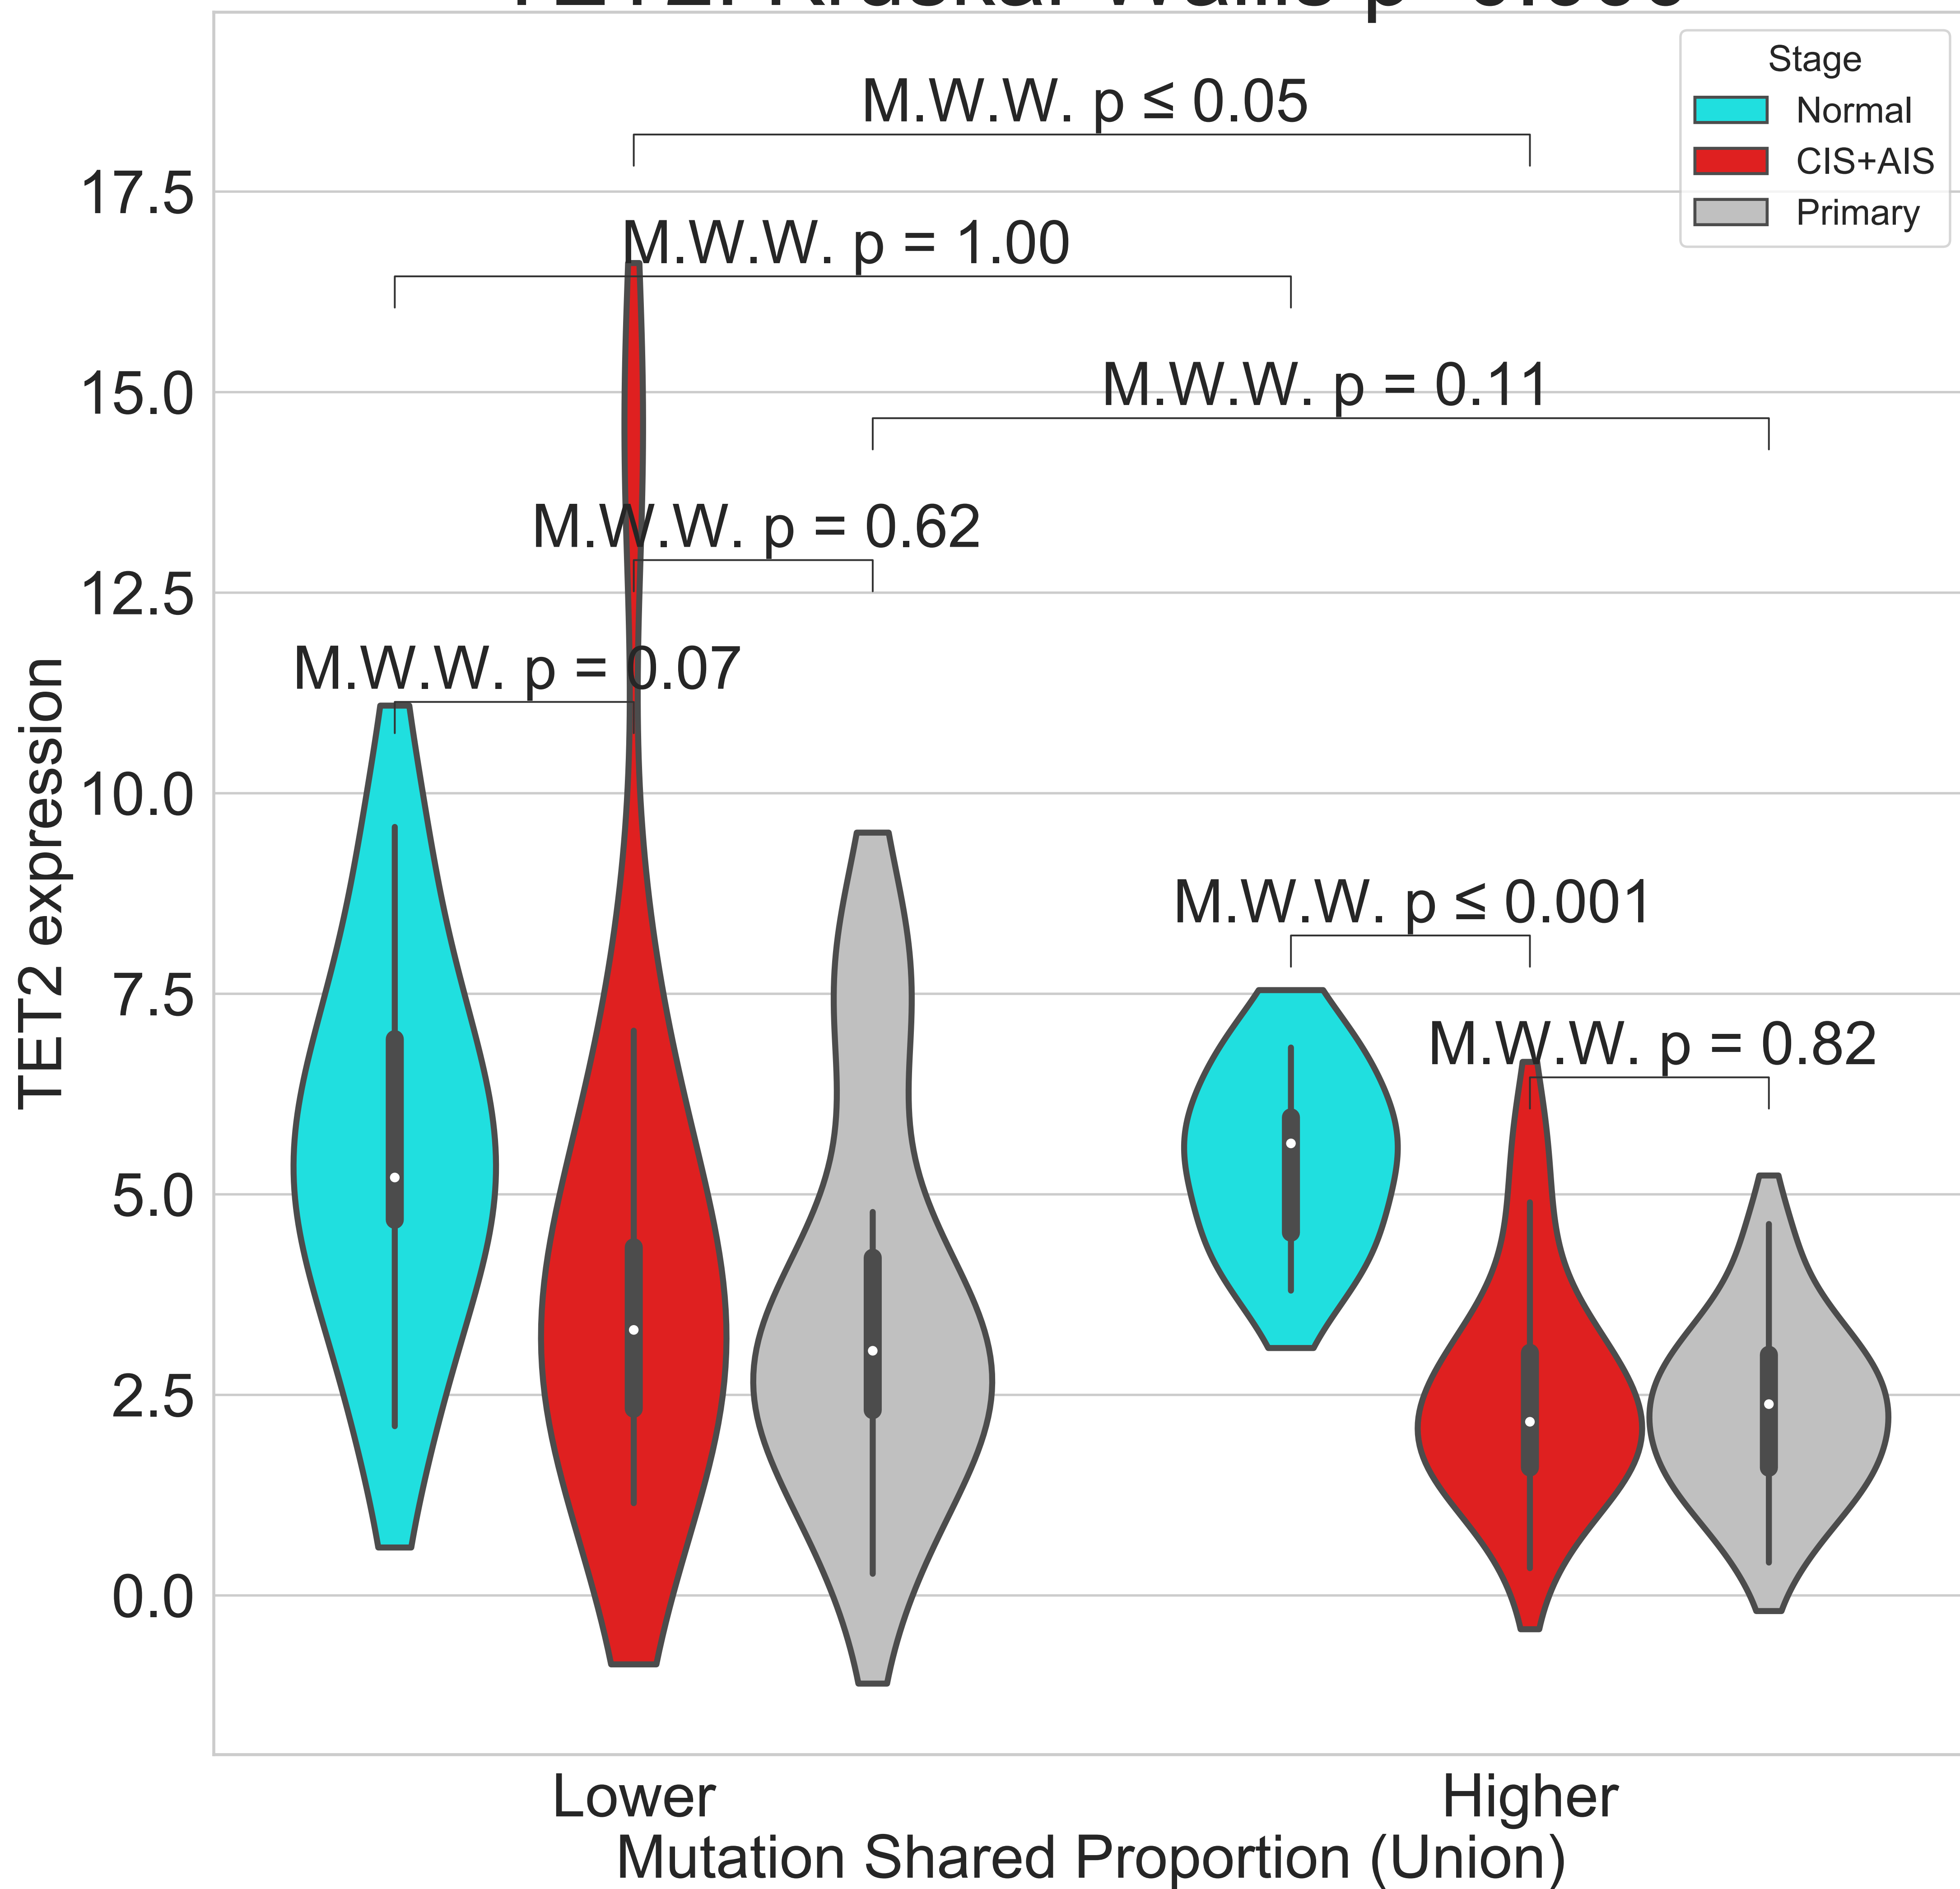 Stage
Normal
CIS+AIS
Primary
M.W.W. p ≤ 0.05
M.W.W. p = 1.00
M.W.W. p = 0.11
M.W.W. p = 0.62
M.W.W. p = 0.07
M.W.W. p ≤ 0.001
M.W.W. p = 0.82
17.5
15.0
12.5
10.0
7.5
5.0
2.5
0.0
TET2 expression
Lower
Higher
Mutation Shared Proportion (Union)